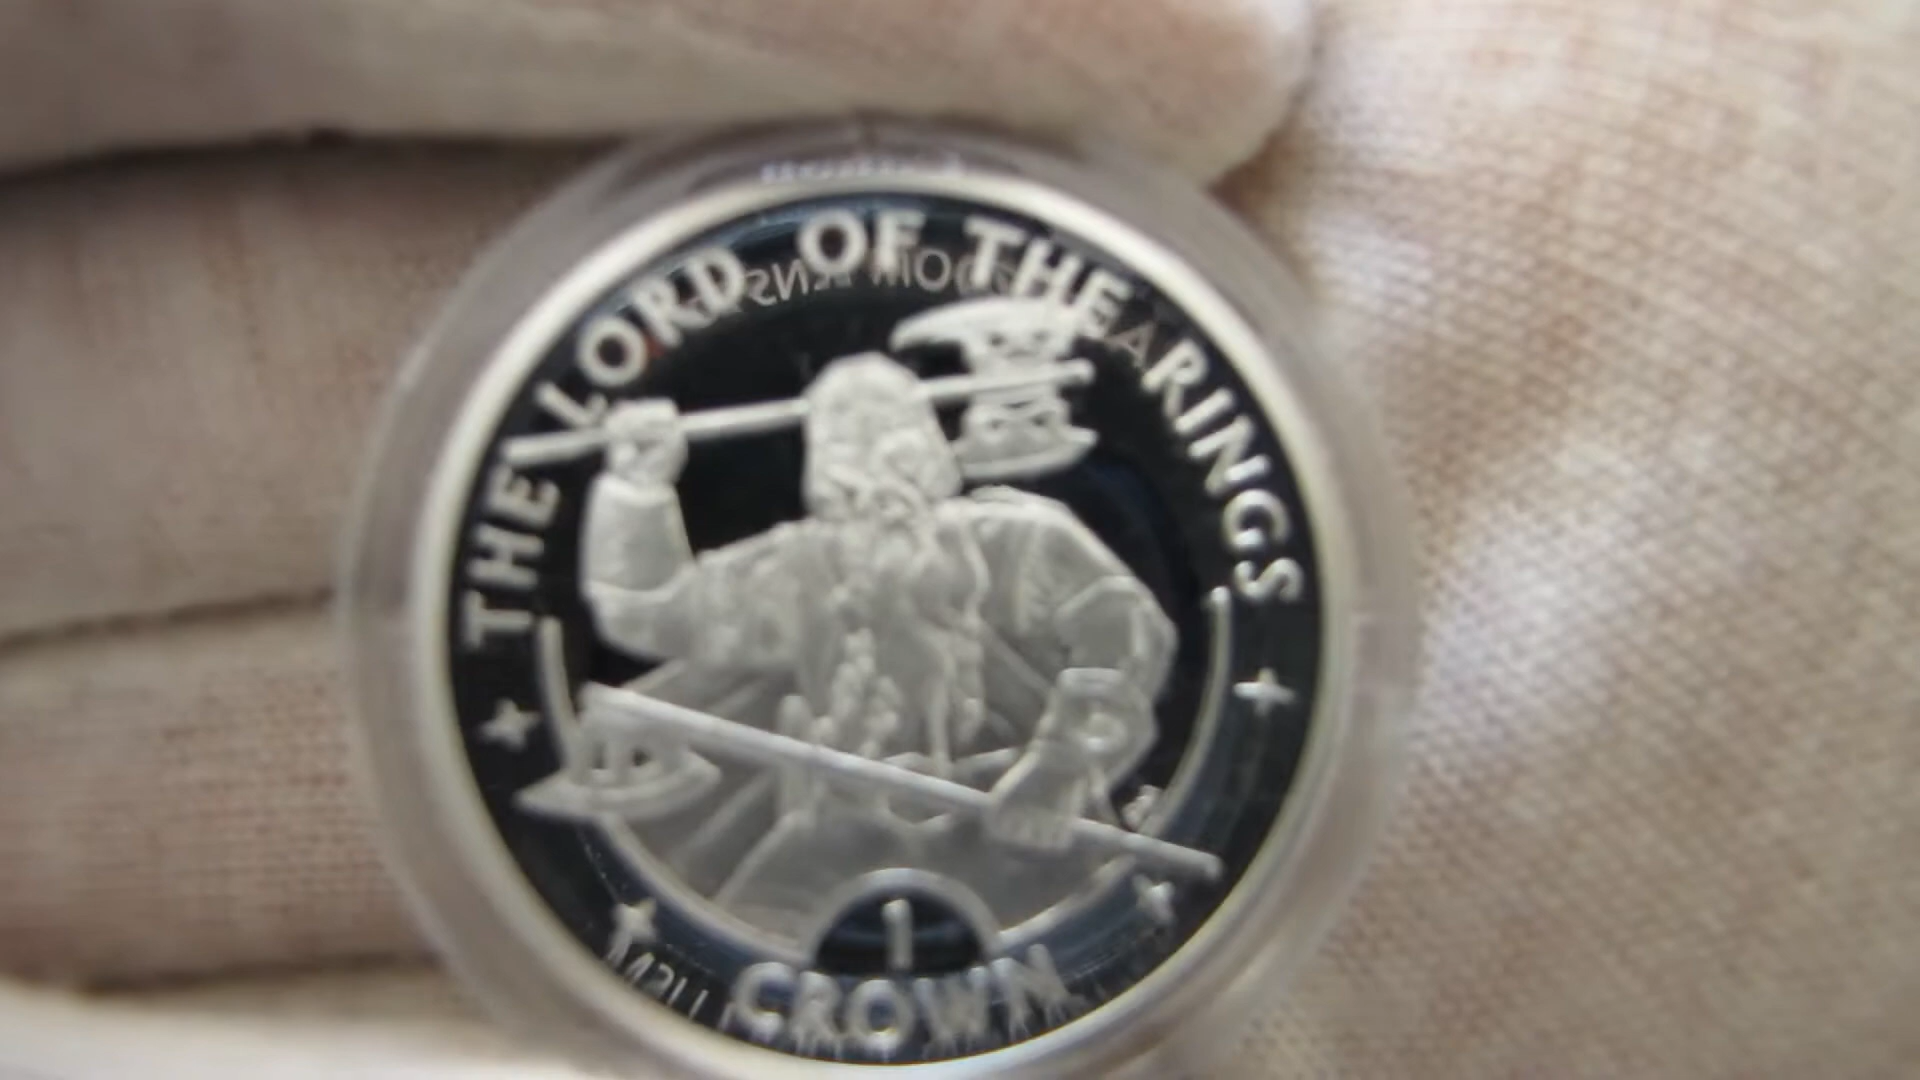 THE LORD OF THE RINGS
1
CROWN